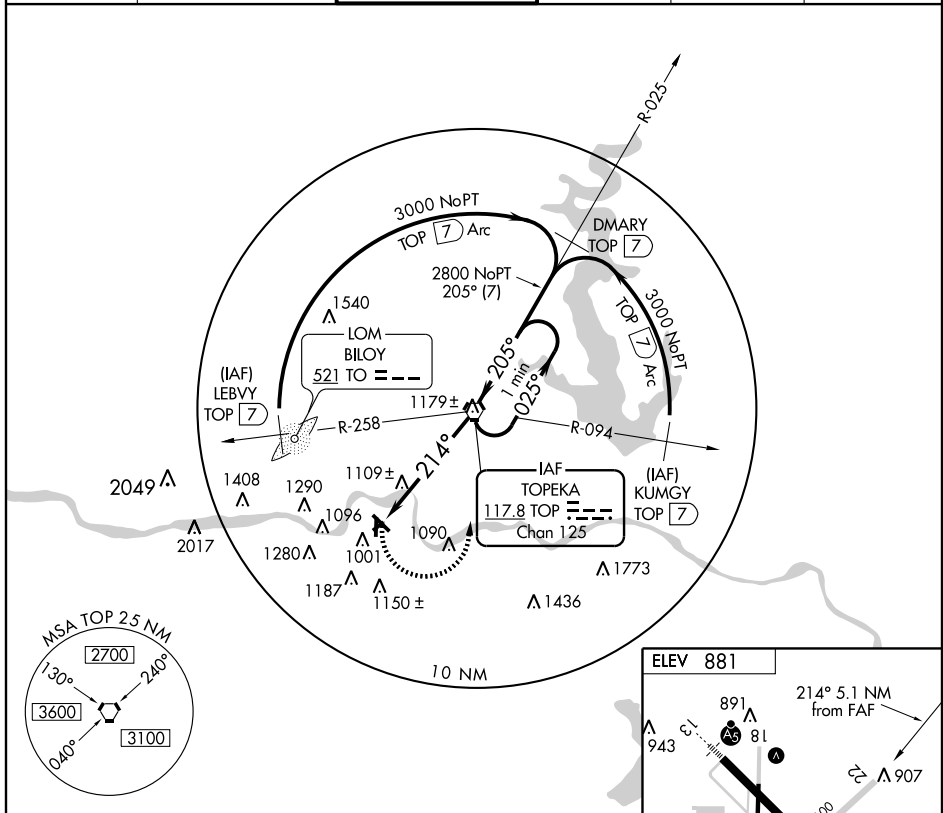 R-025
3000 NoPT
TOP 7 Arc
DMARY
TOP 7
2800 NoPT
205° (7)
3000 NoPT
TOP 7 Arc
1540
LOM
BILOY
521 TO
(IAF)
LEBVY
TOP 7
205°
1 min
025°
1179 ±
R-258
R-094
214°
1109 ±
2049
1408
1290
1096
IAF
TOPEKA
117.8 TOP
Chan 125
(IAF)
KUMGY
TOP 7
2017
1280
1001
1090
1187
1150 ±
1773
1436
10 NM
MSA TOP 25 NM
2700
130°
240°
3600
3100
040°
ELEV 881
214° 5.1 NM
from FAF
891
943
13
A5
18
V
22
907